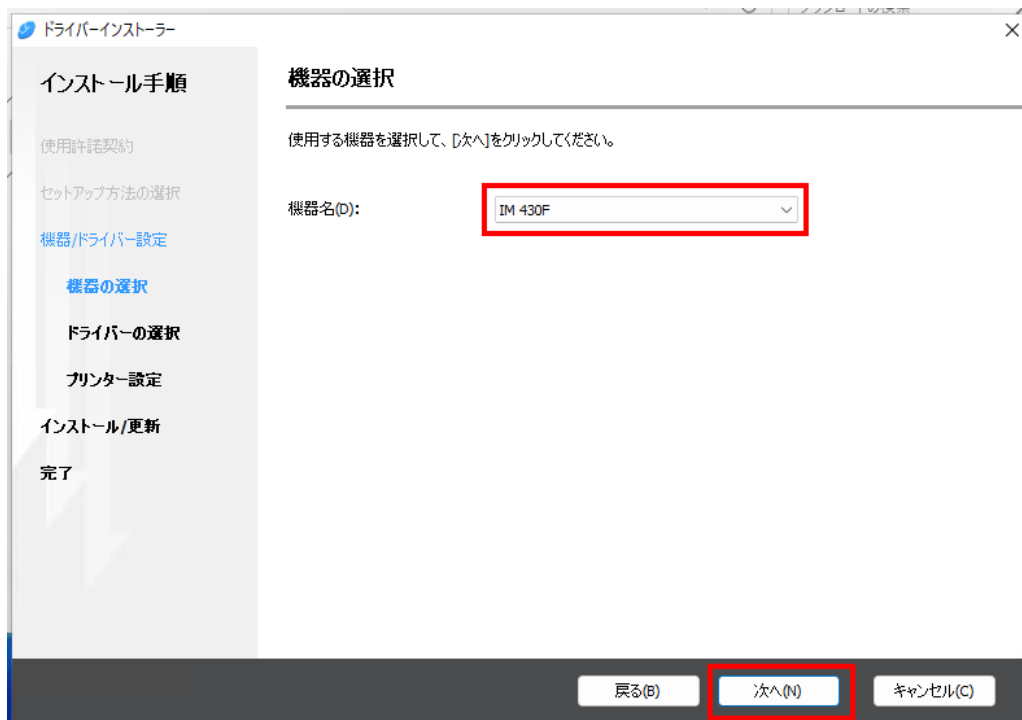 ドライバーインストーラー
インストール手順
使用許諾契約
セットアップ方法の選択
機器/ドライバー設定
機器の選択
ドライバーの選択
プリンター設定
インストール/更新
完了
機器の選択
使用する機器を選択して、[次へ]をクリックしてください。
機器名(D):
IM 430F
戻る(B)
次へ(N)
キャンセル(C)